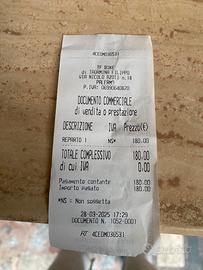 4CEDM036531
TF BIKE
di TAORMINA FILIPPO
VIA NICOLO'AZOTI n.18
PALERMO
P.IVA: 06990640820
DOCUMENTO COMMERCIALE
di vendita o prestazione
DESCRIZIONE IVA Prezzo(€)
REPARTO 1 NS* 180.00
TOTALE COMPLESSIVO 180.00
di cui IVA 0.00
Pagamento contante 180.00
Importo pagato 180.00
*NS = Non soggetta
28-03-2025 17:29
DOCUMENTO N. 1052-0001
RT 4CEDM036531